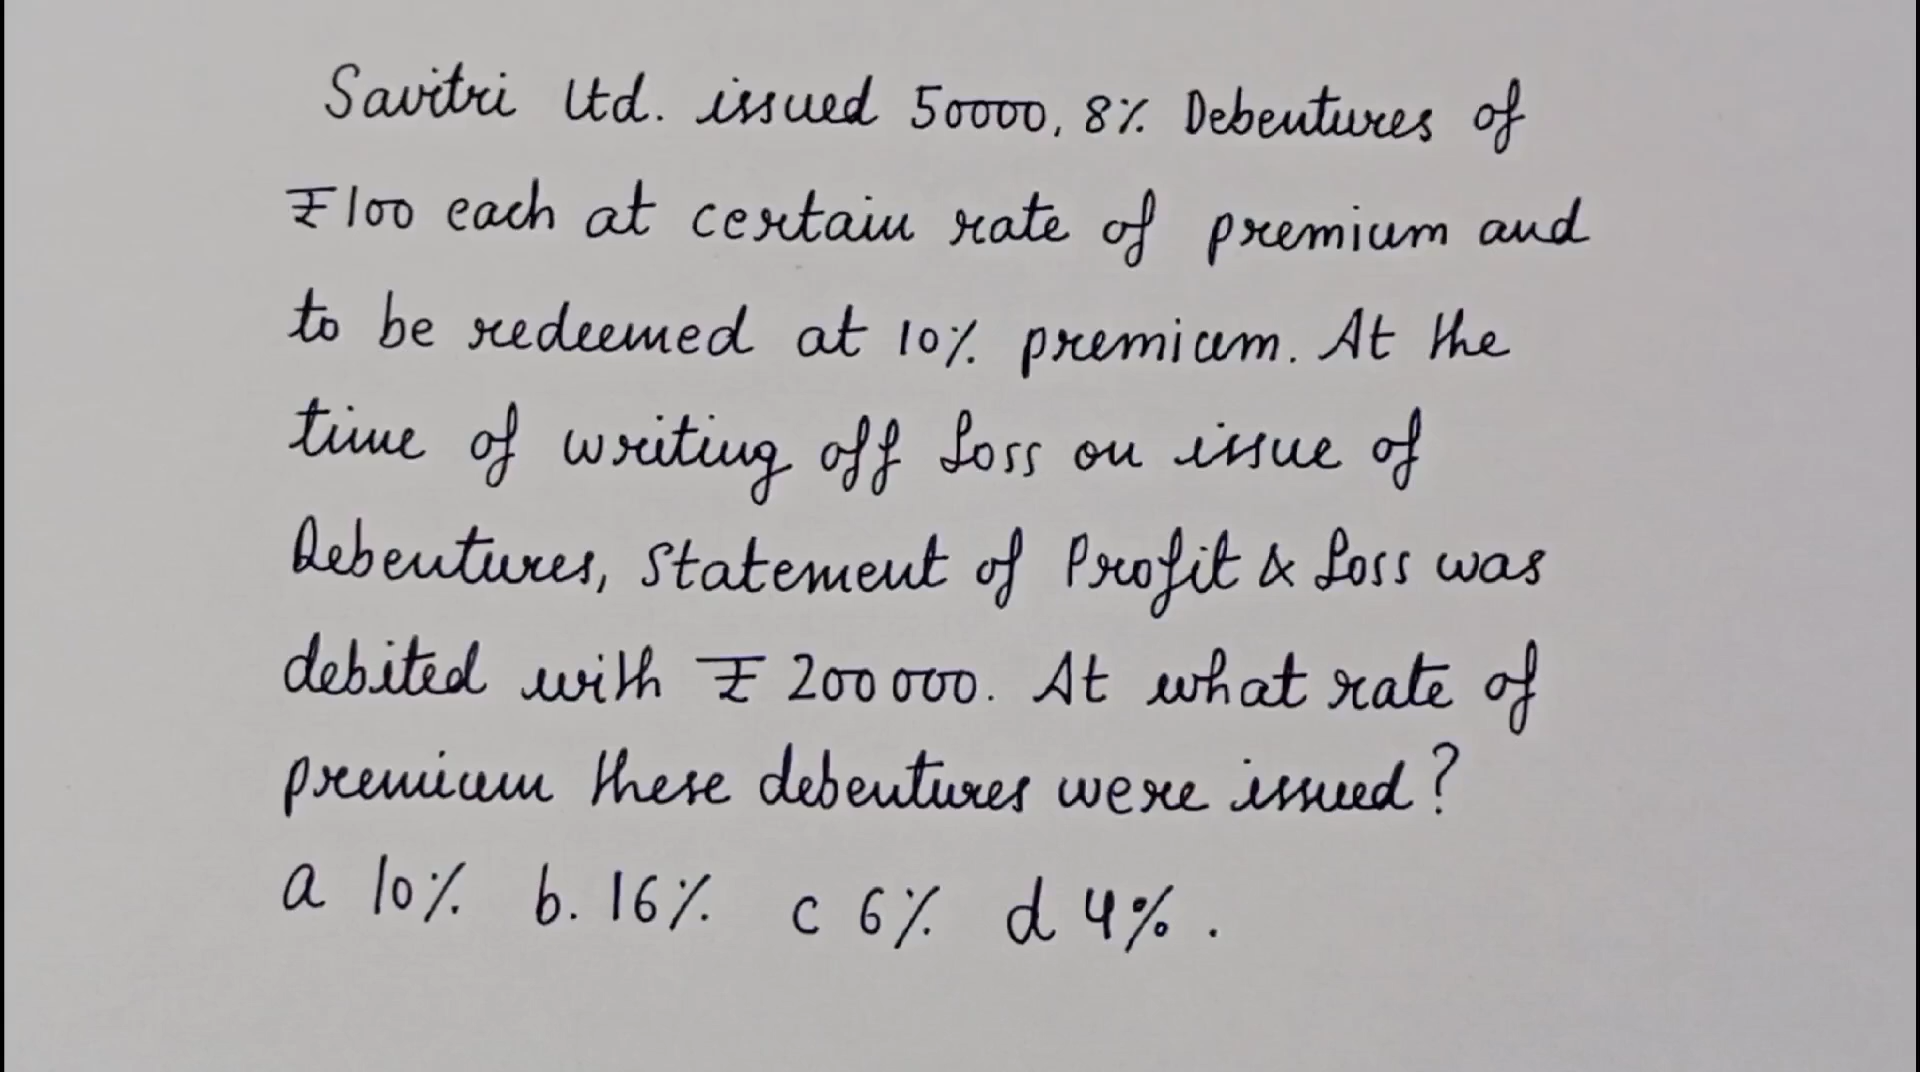 Savitri Ltd. issued 50000, 8% Debentures of
₹100 each at certain rate of premium and
to be redeemed at 10% premium. At the
time of writing off Loss on issue of
Debentures, Statement of Profit & Loss was
debited with ₹ 200000. At what rate of
premium these debentures were issued?
a 10% b. 16% c 6% d 4%.